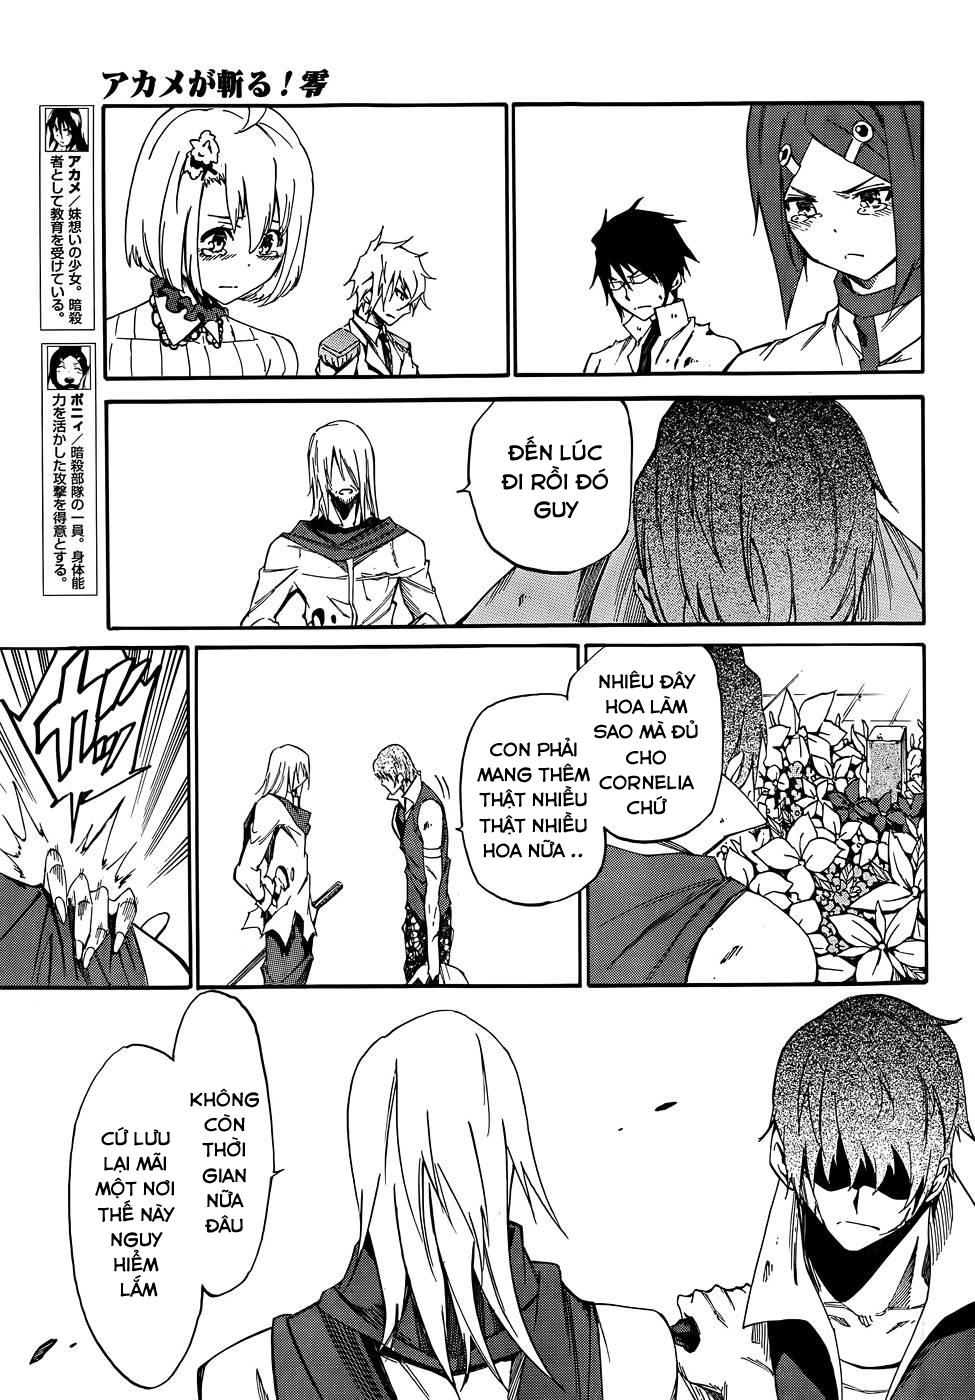 アカメが斬る！零
アカメ／妹想いの少女。暗殺
者として教育を受けている。
ポニィ／暗殺部隊の一員。身体能
力を活かした攻撃を得意とする。
ĐẾN LÚC
ĐI RỒI ĐÓ
GUY
NHIÊU ĐÂY
HOA LÀM
SAO MÀ ĐỦ
CHO
CORNELIA
CHỨ
CON PHẢI
MANG THÊM
THẬT NHIỀU
THẬT NHIỀU
HOA NỮA ..
ガッ
KHÔNG
CÒN
THỜI
GIAN
NỮA
ĐÂU
CỨ LƯU
LẠI MÃI
MỘT NƠI
THẾ NÀY
NGUY
HIỂM
LẮM